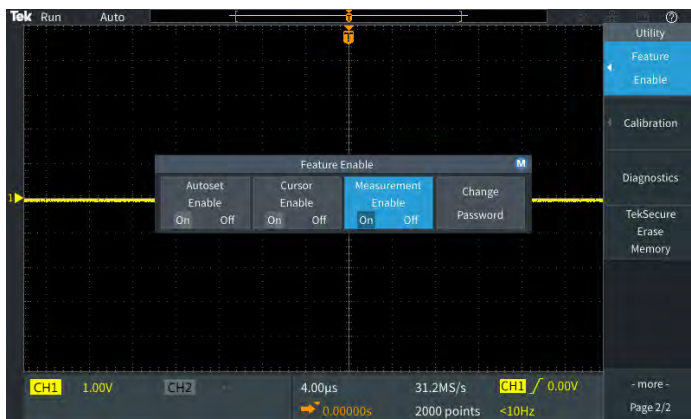 Tek Run Auto
T
T
Utility
Feature
Enable
Calibration
Diagnostics
TekSecure
Erase
Memory
- more -
Page 2/2
Feature Enable M
Autoset
Enable
On Off
Cursor
Enable
On Off
Measurement
Enable
On Off
Change
Password
1
CH1 1.00V CH2 4.00µs 31.2MS/s CH1 0.00V
0.00000s 2000 points <10Hz